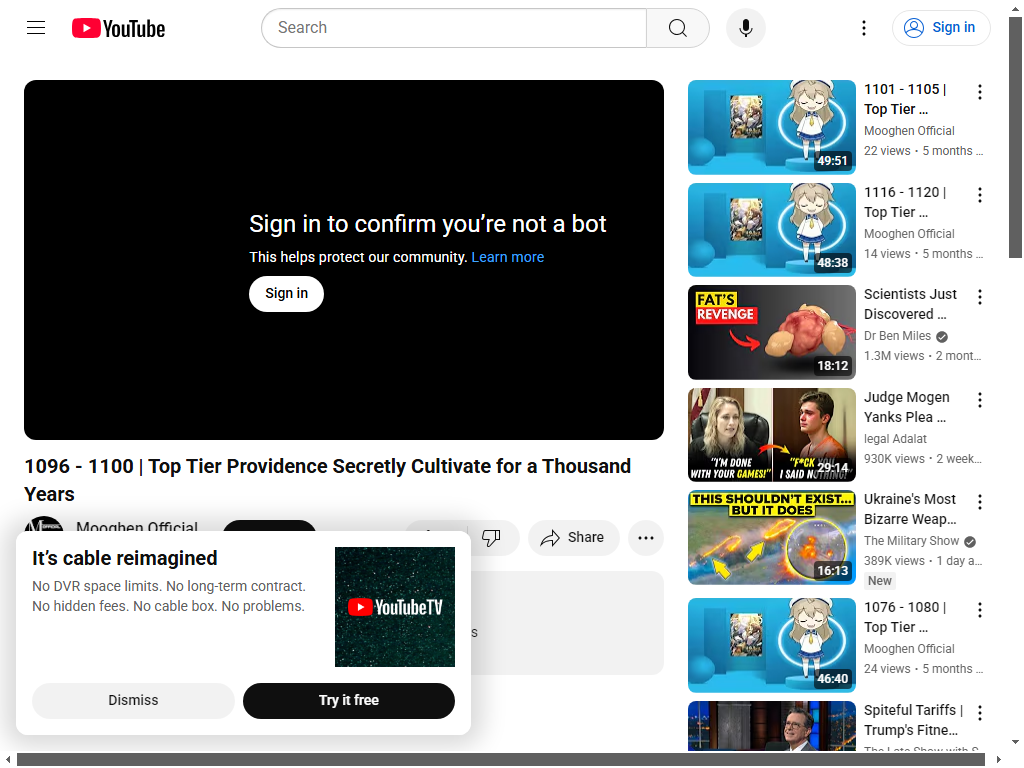 YouTube
Search
Sign in
Sign in to confirm you’re not a bot
This helps protect our community. Learn more
Sign in
1096 - 1100 | Top Tier Providence Secretly Cultivate for a Thousand
Years
Mooghen Official
Share
It’s cable reimagined
No DVR space limits. No long-term contract.
No hidden fees. No cable box. No problems.
YouTubeTV
Dismiss
Try it free
49:51
1101 - 1105 |
Top Tier ...
Mooghen Official
22 views • 5 months ...
48:38
1116 - 1120 |
Top Tier ...
Mooghen Official
14 views • 5 months ...
FAT'S
REVENGE
18:12
Scientists Just
Discovered ...
Dr Ben Miles
1.3M views • 2 mont...
"I'M DONE
WITH YOUR GAMES!"
"F*CK YOU
I SAID NOTHING!"
29:14
Judge Mogen
Yanks Plea ...
legal Adalat
930K views • 2 week...
THIS SHOULDN'T EXIST...
BUT IT DOES
16:13
Ukraine's Most
Bizarre Weap...
The Military Show
389K views • 1 day a...
New
46:40
1076 - 1080 |
Top Tier ...
Mooghen Official
24 views • 5 months ...
Spiteful Tariffs |
Trump's Fitne...
The Late Show with S...